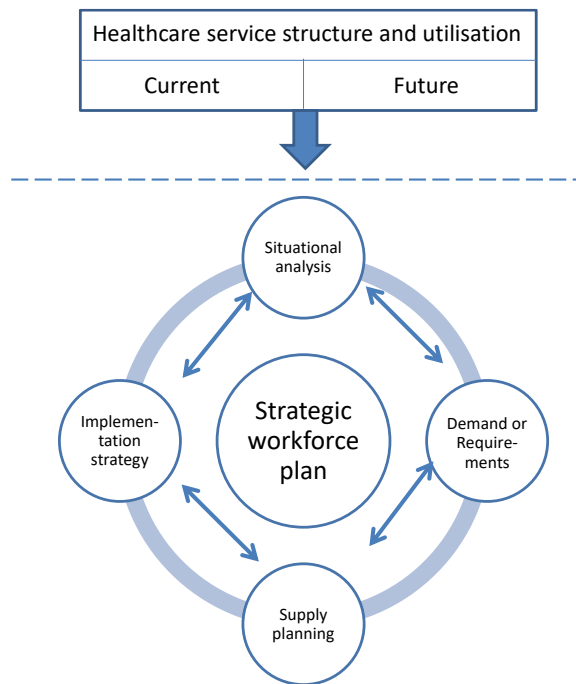 Healthcare service structure and utilisation
Current
Future
Situational
analysis
Implemen-
tation
strategy
Strategic
workforce
plan
Demand or
Require-
ments
Supply
planning